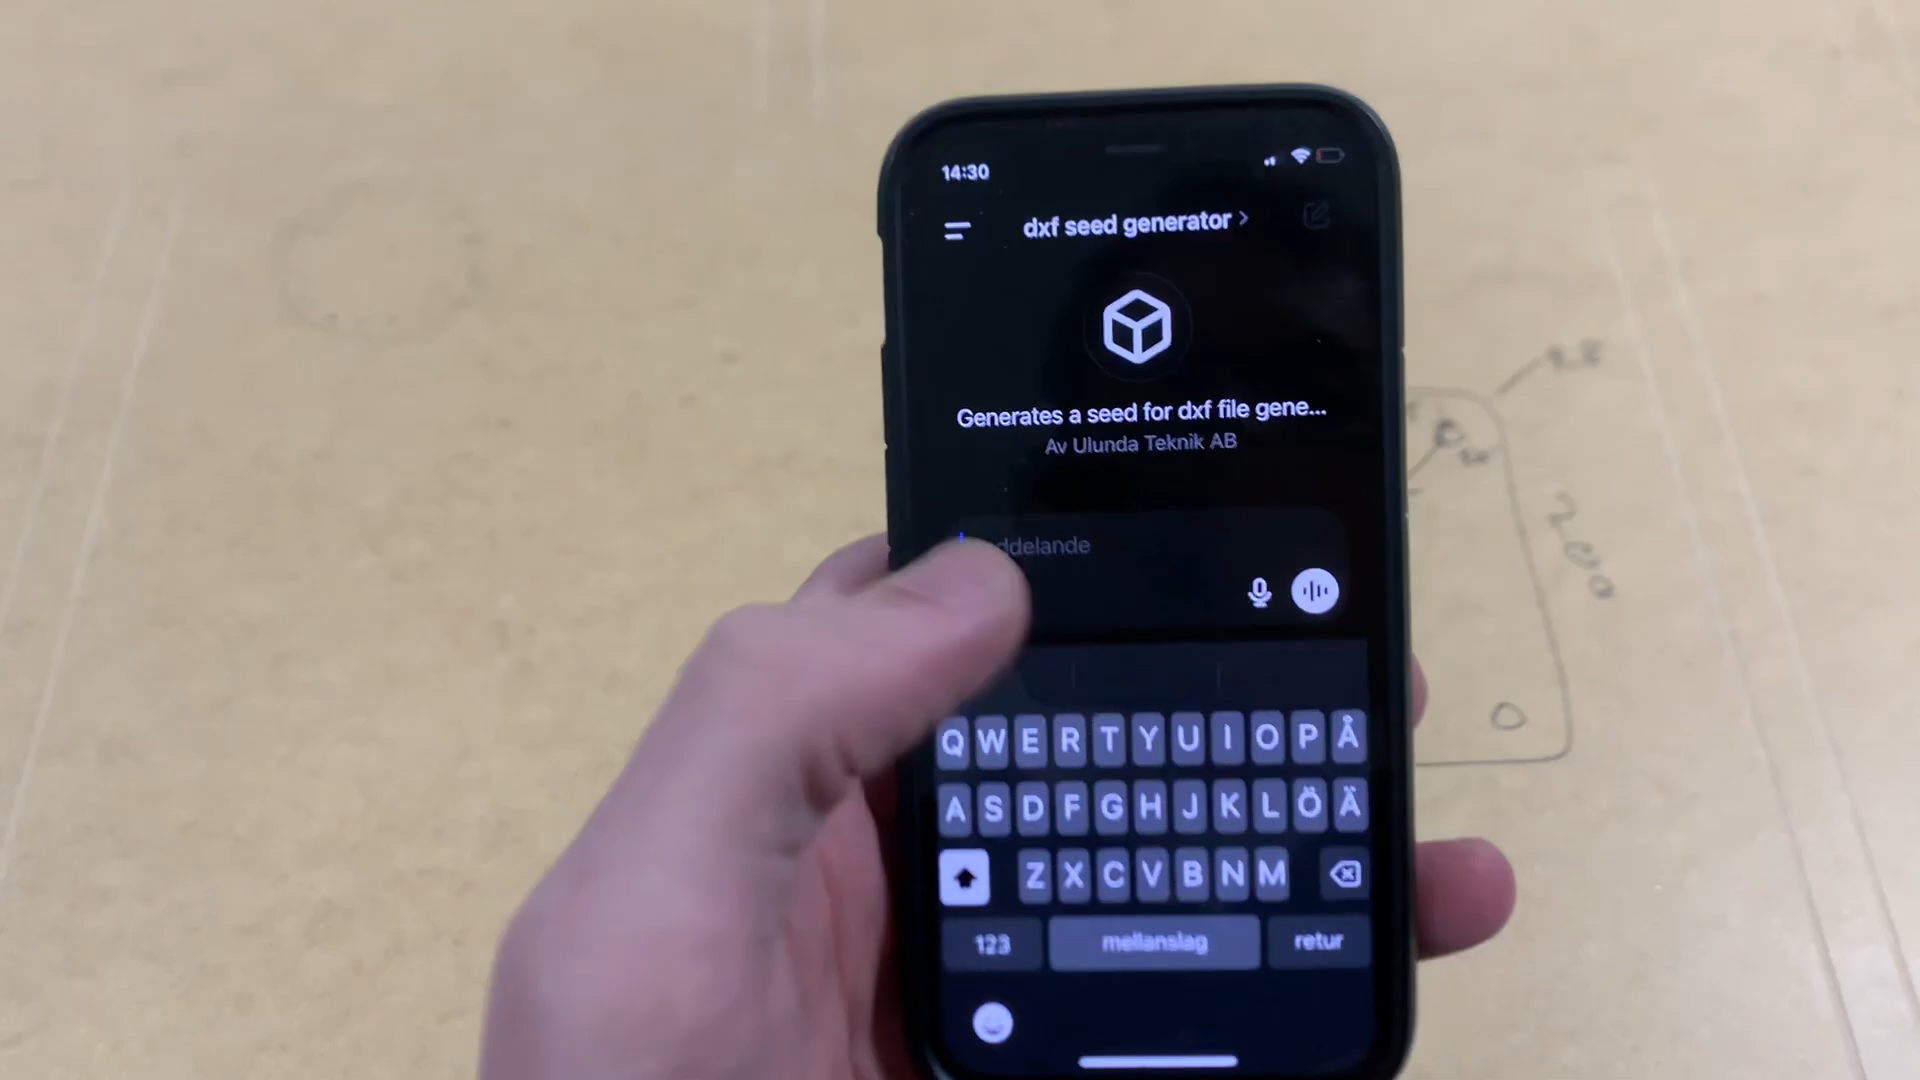 14:30
dxf seed generator >
Generates a seed for dxf file gene...
Av Ulunda Teknik AB
ddelande
200
Q W E R T Y U I O P Å
A S D F G H J K L Ö Ä
Z X C V B N M
123 mellanslag retur